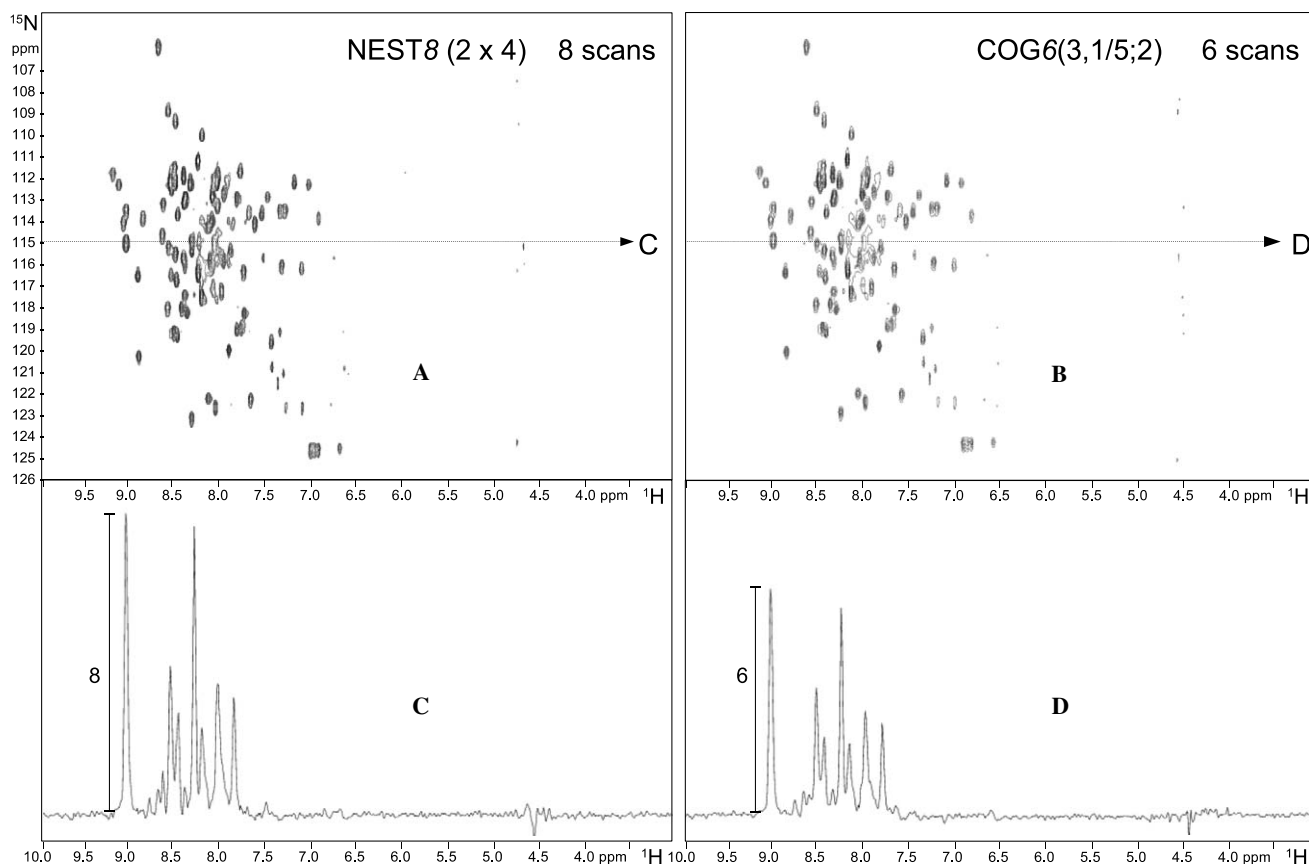 15N
ppm
NEST8 (2 x 4) 8 scans
107
108
109
110
111
112
113
114
115
116
117
118
119
120
121
122
123
124
125
126
C
A
9.5 9.0 8.5 8.0 7.5 7.0 6.5 6.0 5.5 5.0 4.5 4.0 ppm 1H
COG6(3,1/5;2) 6 scans
D
B
9.5 9.0 8.5 8.0 7.5 7.0 6.5 6.0 5.5 5.0 4.5 4.0 ppm 1H
8
C
10.0 9.5 9.0 8.5 8.0 7.5 7.0 6.5 6.0 5.5 5.0 4.5 4.0 ppm 1H
6
D
10.0 9.5 9.0 8.5 8.0 7.5 7.0 6.5 6.0 5.5 5.0 4.5 4.0 ppm 1H